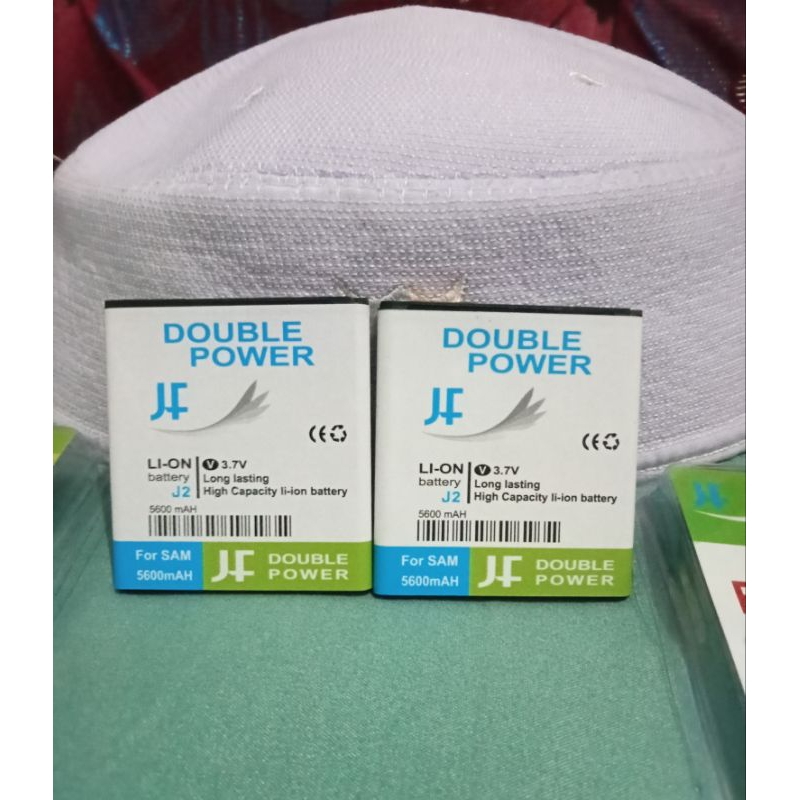 DOUBLE
POWER
JF
CE
LI-ON
battery
J2
V 3.7V
Long lasting
High Capacity li-ion battery
5600 mAH
For SAM
5600mAH
JF
DOUBLE
POWER
DOUBLE
POWER
JF
CE
LI-ON
battery
J2
V 3.7V
Long lasting
High Capacity li-ion battery
5600 mAH
For SAM
5600mAH
JF
DOUBLE
POWER
JF